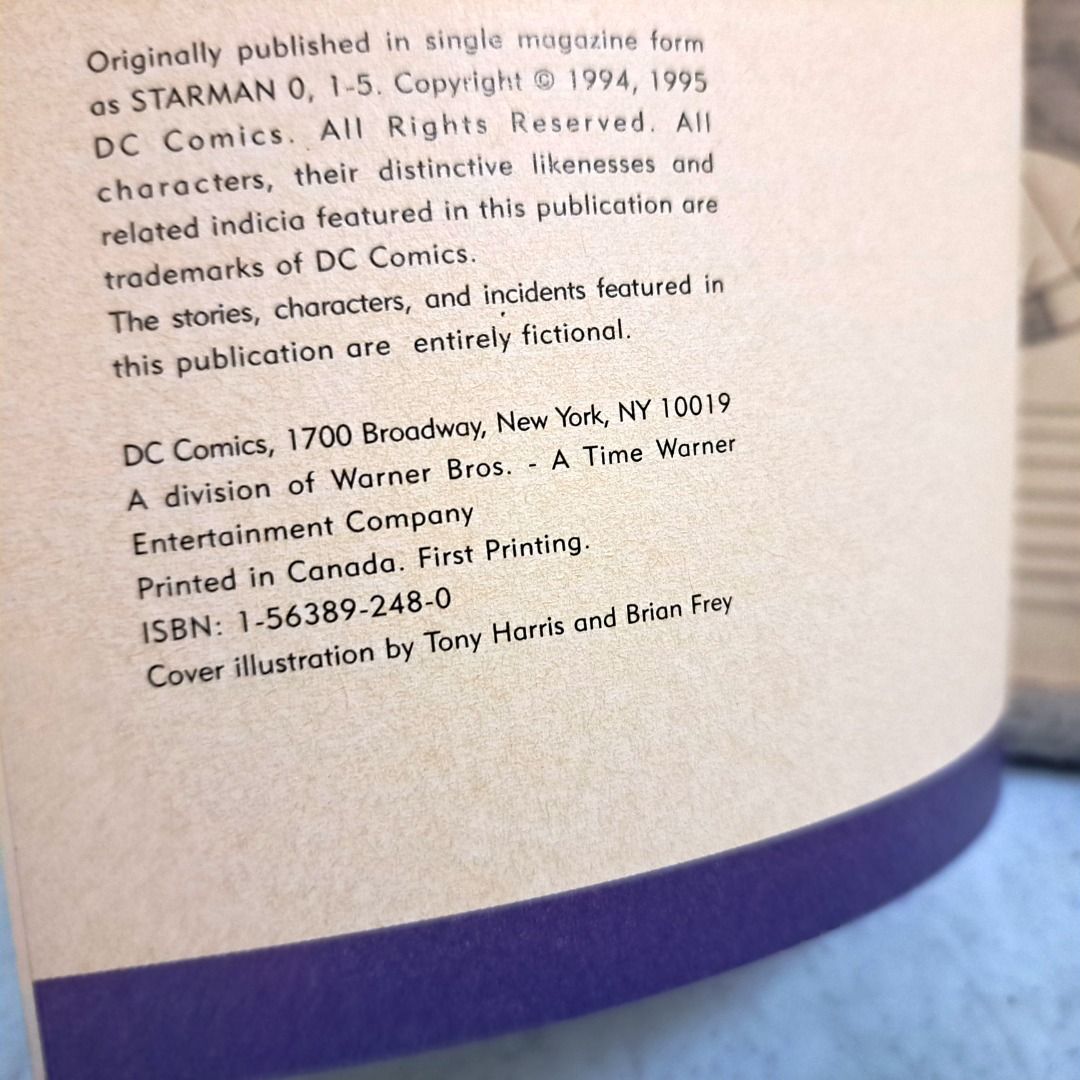 Originally published in single magazine form
as STARMAN 0, 1-5. Copyright © 1994, 1995
DC Comics. All Rights Reserved. All
characters, their distinctive likenesses and
related indicia featured in this publication are
trademarks of DC Comics.
The stories, characters, and incidents featured in
this publication are entirely fictional.
DC Comics, 1700 Broadway, New York, NY 10019
A division of Warner Bros. - A Time Warner
Entertainment Company
Printed in Canada. First Printing.
ISBN: 1-56389-248-0
Cover illustration by Tony Harris and Brian Frey